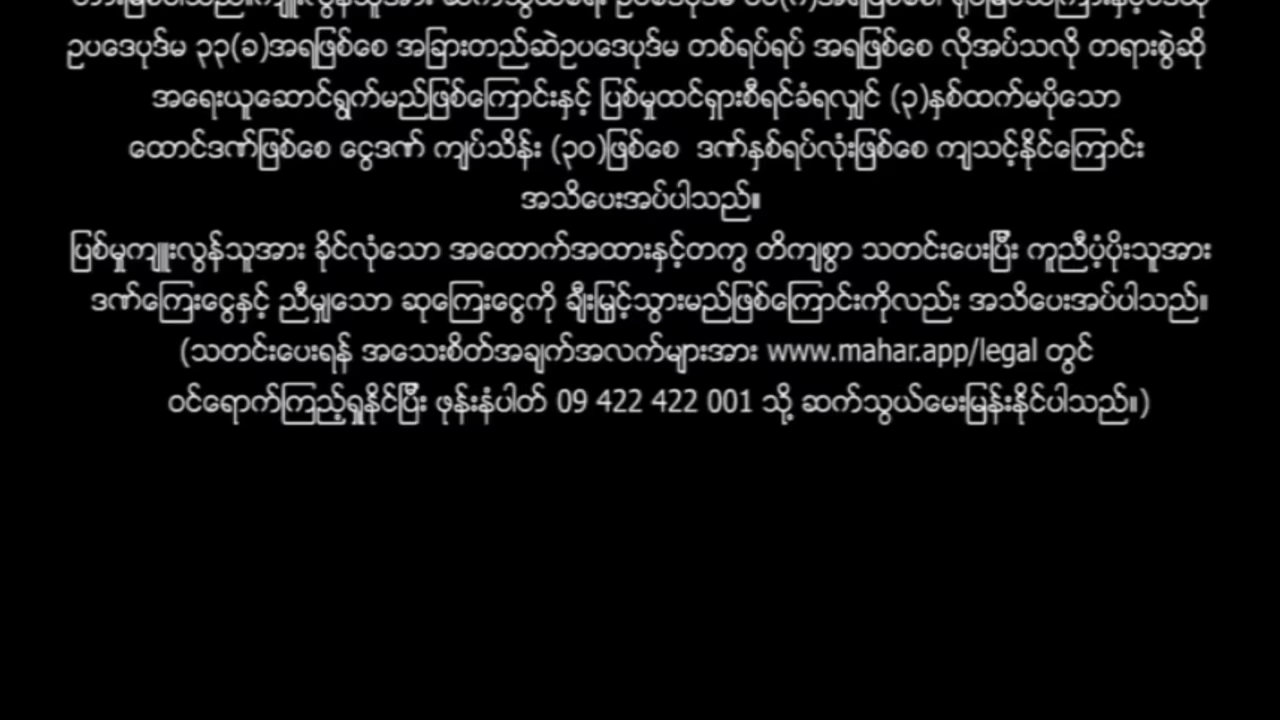 ဥပဒေပုဒ်မ ၃၃(ခ)အရဖြစ်စေ အခြားတည်ဆဲဥပဒေပုဒ်မ တစ်ရပ်ရပ် အရဖြစ်စေ လိုအပ်သလို တရားစွဲဆို
အရေးယူဆောင်ရွက်မည်ဖြစ်ကြောင်းနှင့် ပြစ်မှုထင်ရှားစီရင်ခံရလျှင် (၃)နှစ်ထက်မပိုသော
ထောင်ဒဏ်ဖြစ်စေ ငွေဒဏ် ကျပ်သိန်း (၃၀)ဖြစ်စေ ဒဏ်နှစ်ရပ်လုံးဖြစ်စေ ကျသင့်နိုင်ကြောင်း
အသိပေးအပ်ပါသည်။
ပြစ်မှုကျူးလွန်သူအား ခိုင်လုံသော အထောက်အထားနှင့်တကွ တိကျစွာ သတင်းပေးပြီး ကူညီပံ့ပိုးသူအား
ဒဏ်ကြေးငွေနှင့် ညီမျှသော ဆုကြေးငွေကို ချီးမြှင့်သွားမည်ဖြစ်ကြောင်းကိုလည်း အသိပေးအပ်ပါသည်။
(သတင်းပေးရန် အသေးစိတ်အချက်အလက်များအား www.mahar.app/legal တွင်
ဝင်ရောက်ကြည့်ရှုနိုင်ပြီး ဖုန်းနံပါတ် 09 422 422 001 သို့ ဆက်သွယ်မေးမြန်းနိုင်ပါသည်။)